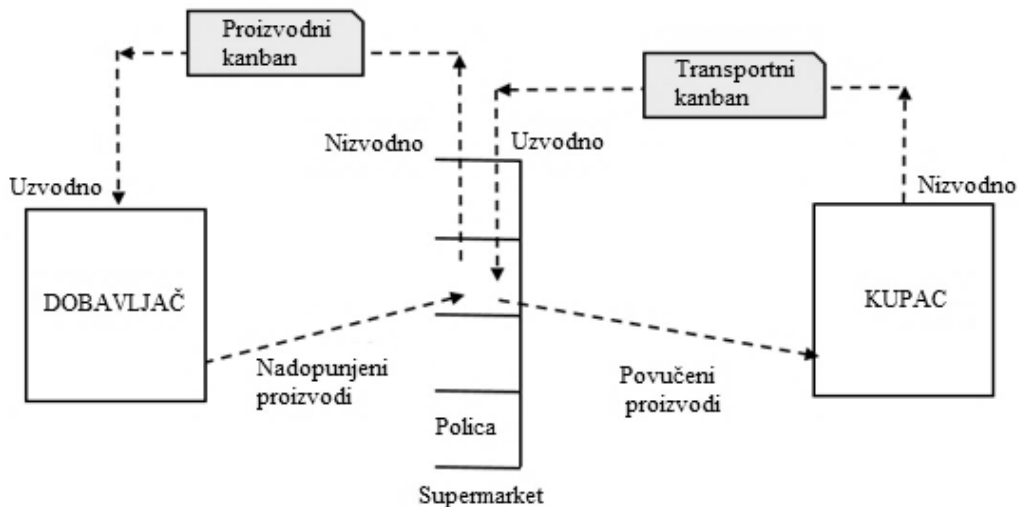 Proizvodni
kanban
Transportni
kanban
Nizvodno
Uzvodno
Uzvodno
Nizvodno
DOBAVLJAČ
KUPAC
Nadopunjeni
proizvodi
Povučeni
proizvodi
Polica
Supermarket